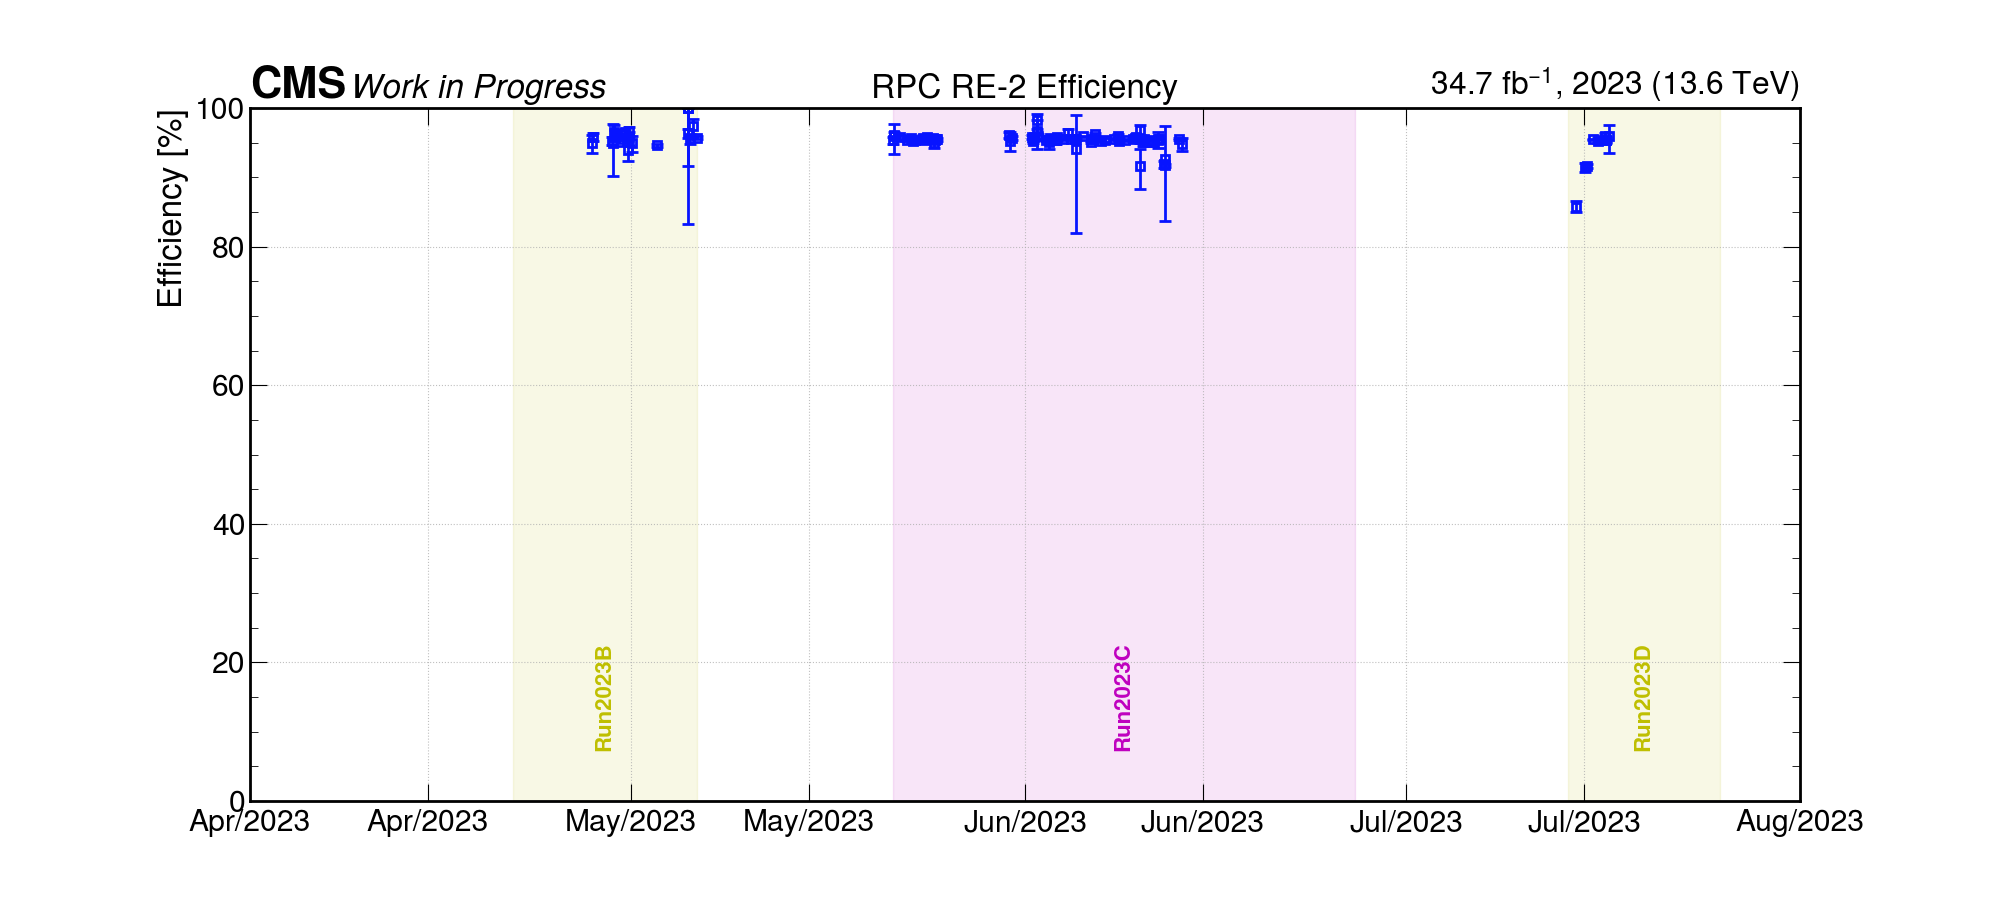 CMS Work in Progress RPC RE-2 Efficiency 34.7 fb⁻¹, 2023 (13.6 TeV)
Efficiency [%]
100
80
60
40
20
0
Run2023B Run2023C Run2023D
Apr/2023 Apr/2023 May/2023 May/2023 Jun/2023 Jun/2023 Jul/2023 Jul/2023 Aug/2023